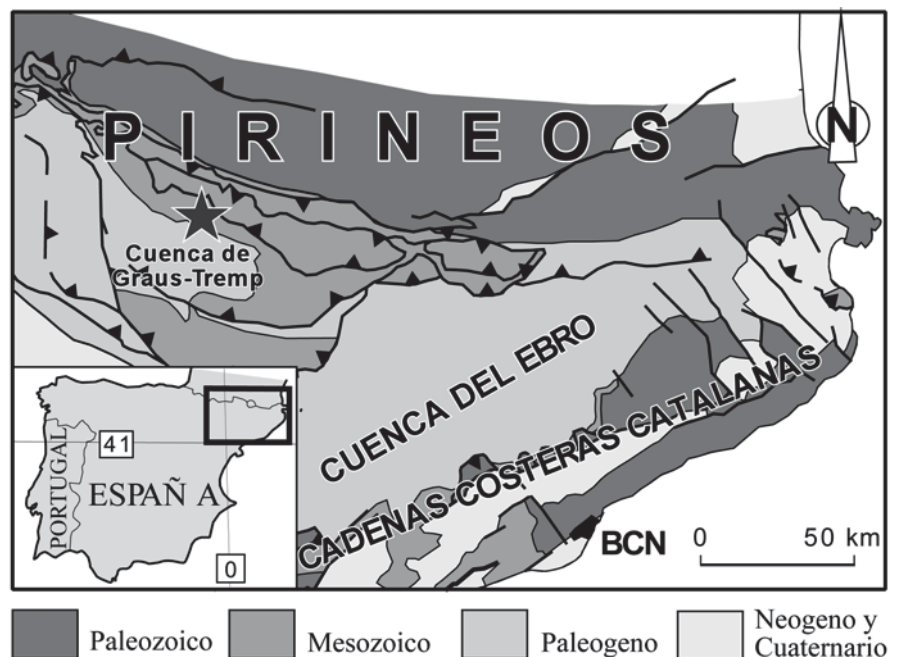 PIRINEOS
N
Cuenca de
Graus-Tremp
CUENCA DEL EBRO
CADENAS COSTERAS CATALANAS
BCN
0 50 km
PORTUGAL
41
ESPAÑA
0
Paleozoico
Mesozoico
Paleogeno
Neogeno y
Cuaternario